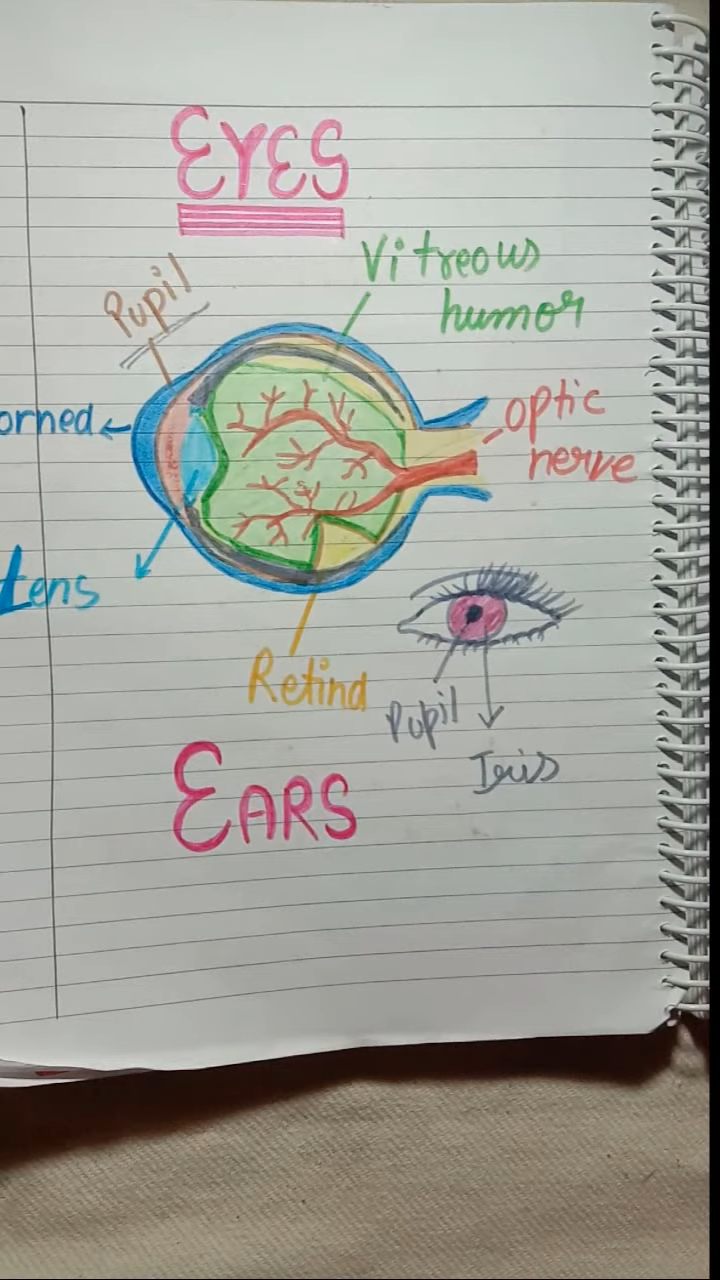 EYES
Vitreous
humor
Pupil
orned
optic
nerve
Lens
Retina
Pupil
Iris
EARS